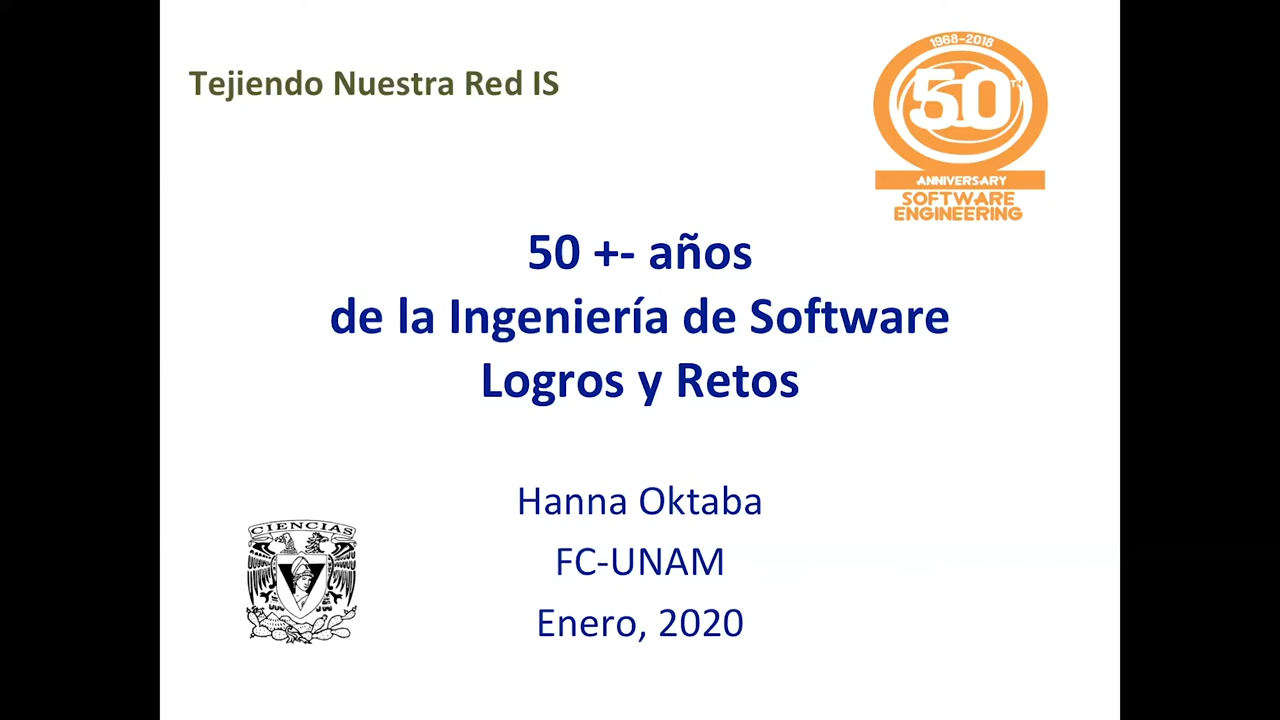 Tejiendo Nuestra Red IS
1968-2018
50TH
ANNIVERSARY
SOFTWARE
ENGINEERING
50 +- años
de la Ingeniería de Software
Logros y Retos
Hanna Oktaba
FC-UNAM
Enero, 2020
CIENCIAS